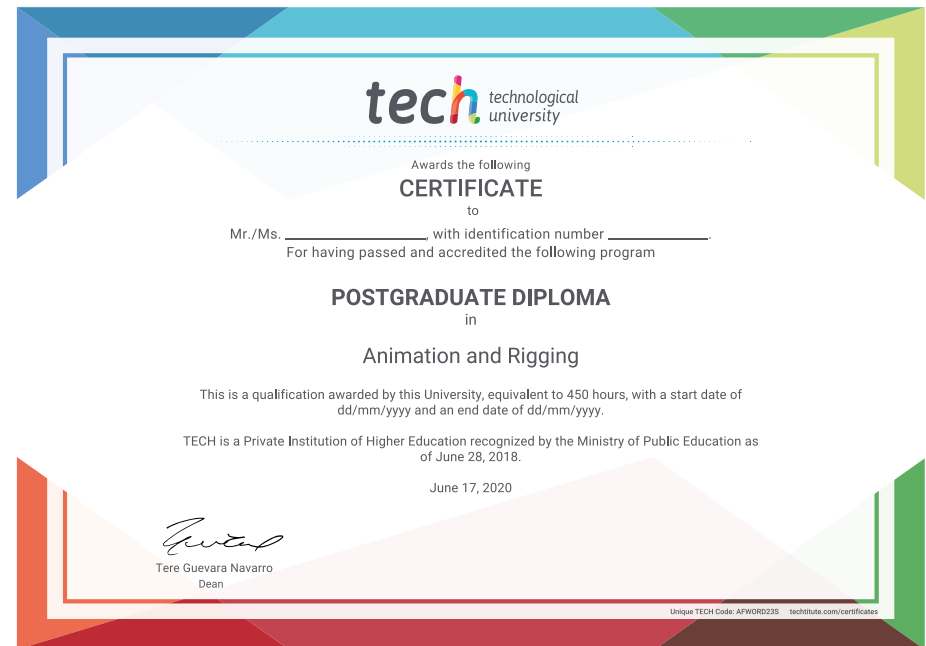 tech technological
university
Awards the following
CERTIFICATE
to
Mr./Ms. ____________________, with identification number ______________.
For having passed and accredited the following program
POSTGRADUATE DIPLOMA
in
Animation and Rigging
This is a qualification awarded by this University, equivalent to 450 hours, with a start date of
dd/mm/yyyy and an end date of dd/mm/yyyy.
TECH is a Private Institution of Higher Education recognized by the Ministry of Public Education as
of June 28, 2018.
June 17, 2020
Tere Guevara Navarro
Dean
Unique TECH Code: AFWORD23S techtitute.com/certificates